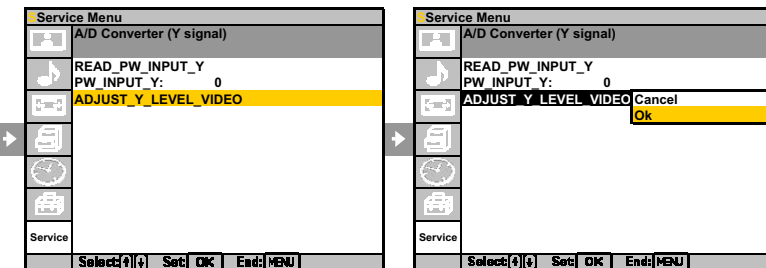 Service Menu
A/D Converter (Y signal)
READ_PW_INPUT_Y
PW_INPUT_Y: 0
ADJUST_Y_LEVEL_VIDEO
Service
Select: Set: OK End: MENU
Service Menu
A/D Converter (Y signal)
READ_PW_INPUT_Y
PW_INPUT_Y: 0
ADJUST_Y_LEVEL_VIDEO Cancel
Ok
Service
Select: Set: OK End: MENU